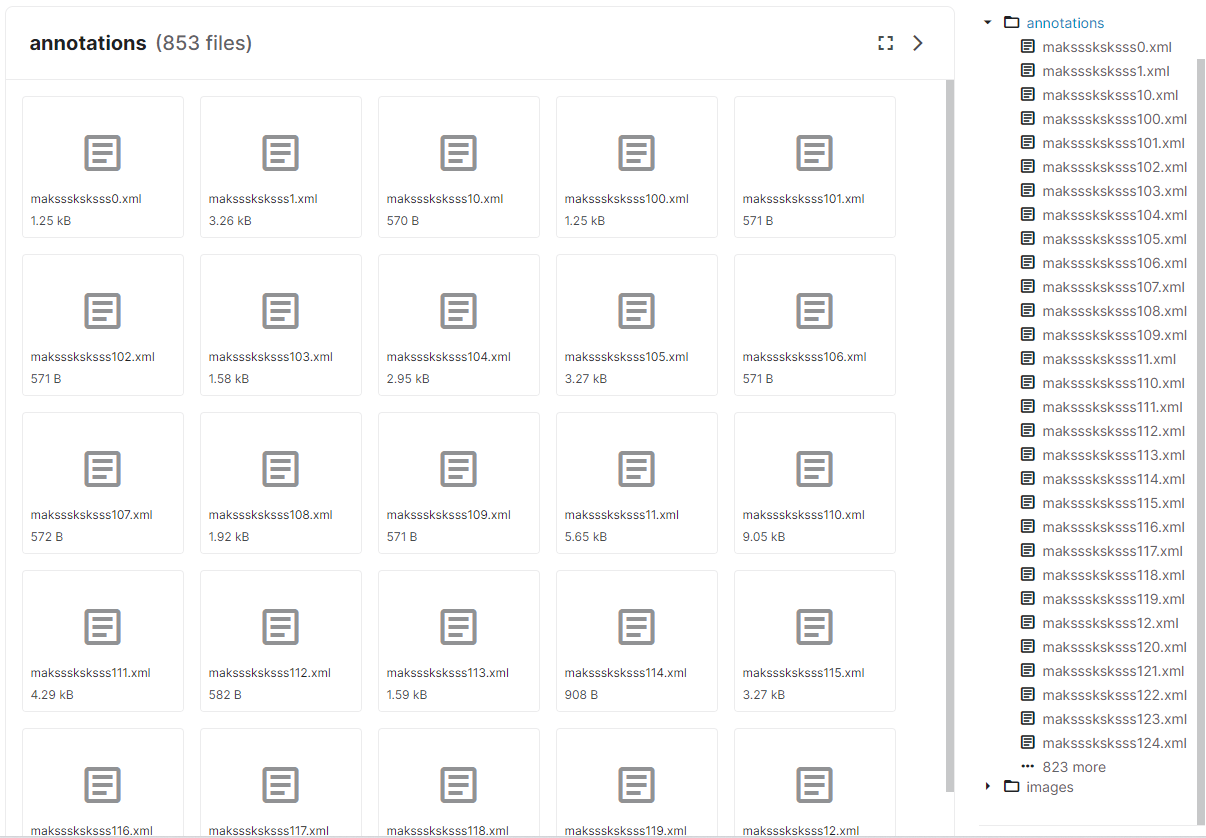 annotations (853 files)
maksssksksss0.xml
1.25 kB
maksssksksss1.xml
3.26 kB
maksssksksss10.xml
570 B
maksssksksss100.xml
1.25 kB
maksssksksss101.xml
571 B
maksssksksss102.xml
571 B
maksssksksss103.xml
1.58 kB
maksssksksss104.xml
2.95 kB
maksssksksss105.xml
3.27 kB
maksssksksss106.xml
571 B
maksssksksss107.xml
572 B
maksssksksss108.xml
1.92 kB
maksssksksss109.xml
571 B
maksssksksss11.xml
5.65 kB
maksssksksss110.xml
9.05 kB
maksssksksss111.xml
4.29 kB
maksssksksss112.xml
582 B
maksssksksss113.xml
1.59 kB
maksssksksss114.xml
908 B
maksssksksss115.xml
3.27 kB
maksssksksss116.xml
maksssksksss117.xml
maksssksksss118.xml
maksssksksss119.xml
maksssksksss12.xml
annotations
maksssksksss0.xml
maksssksksss1.xml
maksssksksss10.xml
maksssksksss100.xml
maksssksksss101.xml
maksssksksss102.xml
maksssksksss103.xml
maksssksksss104.xml
maksssksksss105.xml
maksssksksss106.xml
maksssksksss107.xml
maksssksksss108.xml
maksssksksss109.xml
maksssksksss11.xml
maksssksksss110.xml
maksssksksss111.xml
maksssksksss112.xml
maksssksksss113.xml
maksssksksss114.xml
maksssksksss115.xml
maksssksksss116.xml
maksssksksss117.xml
maksssksksss118.xml
maksssksksss119.xml
maksssksksss12.xml
maksssksksss120.xml
maksssksksss121.xml
maksssksksss122.xml
maksssksksss123.xml
maksssksksss124.xml
823 more
images